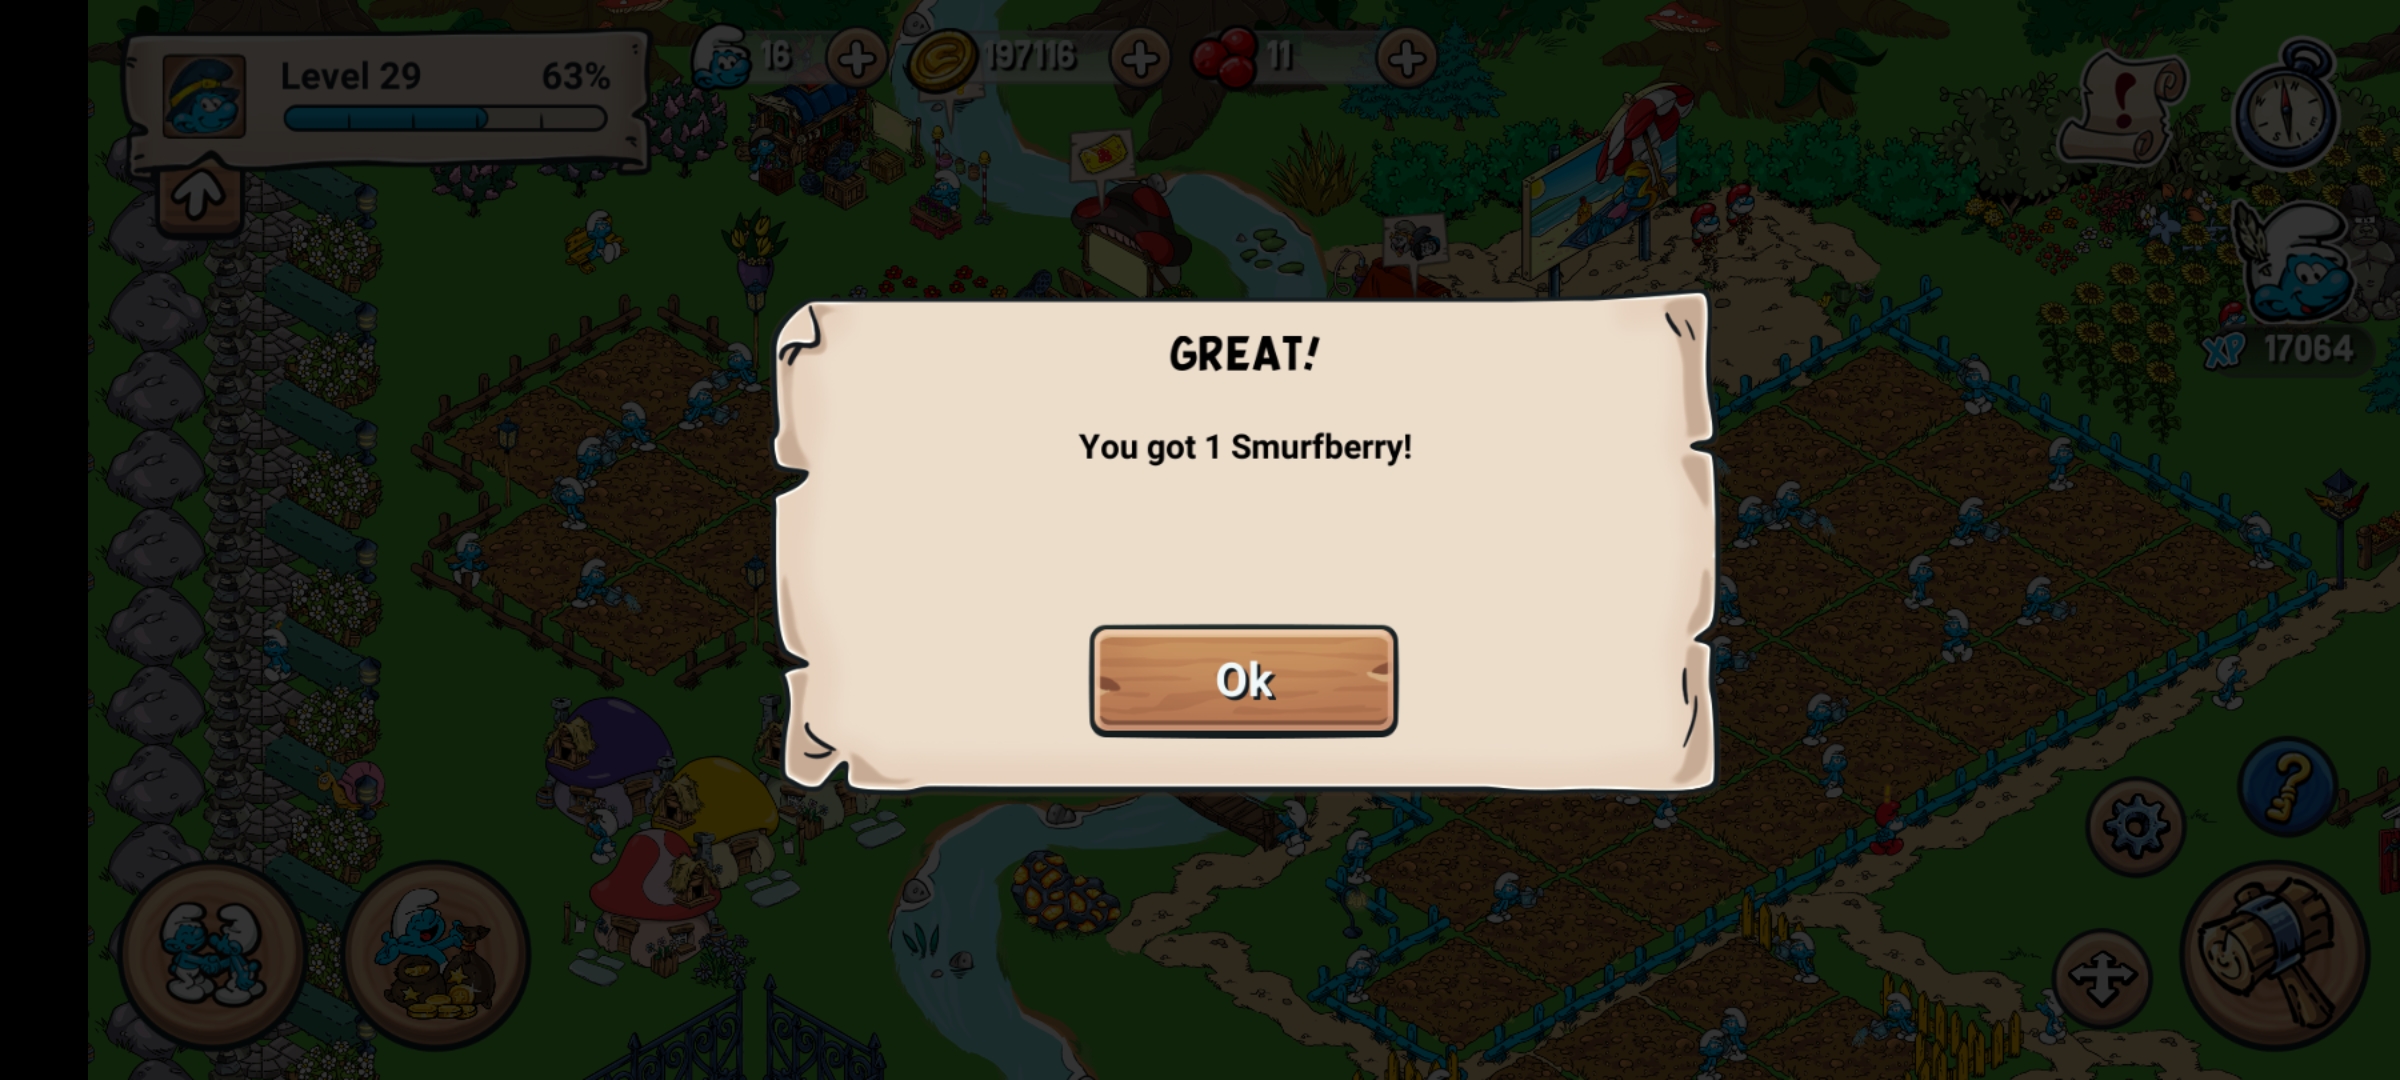 Level 29 63%
16
197116
11
XP 17064
GREAT!
You got 1 Smurfberry!
Ok